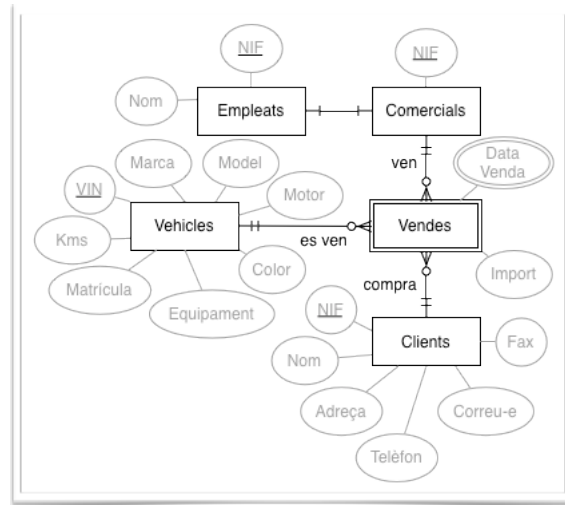 NIF
NIF
Nom
Empleats
Comercials
Marca
Model
ven
Data
Venda
VIN
Motor
Vehicles
Vendes
Kms
es ven
Color
Import
Matrícula
Equipament
compra
NIF
Clients
Fax
Nom
Adreça
Correu-e
Telèfon